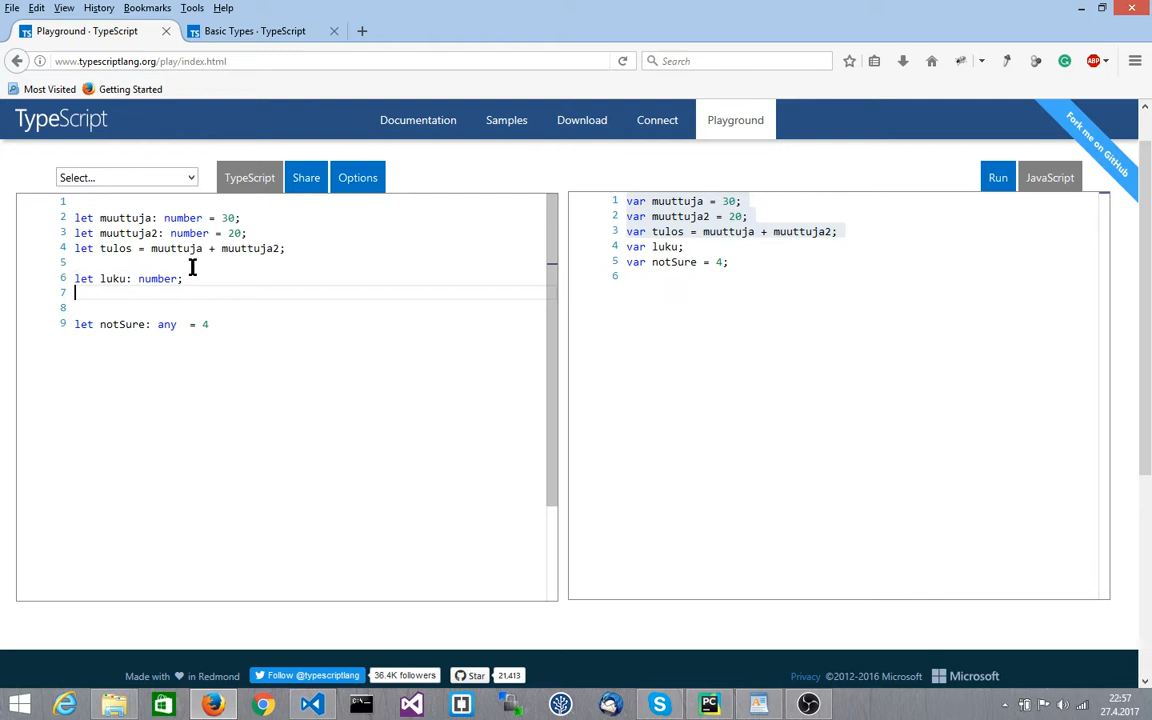 File Edit View History Bookmarks Tools Help
Playground · TypeScript
Basic Types · TypeScript
www.typescriptlang.org/play/index.html
Search
ABP
Most Visited
Getting Started
TypeScript
Documentation
Samples
Download
Connect
Playground
Fork me on GitHub
Select...
TypeScript
Share
Options
Run
JavaScript
1
2 let muuttuja: number = 30;
3 let muuttuja2: number = 20;
4 let tulos = muuttuja + muuttuja2;
5
6 let luku: number;
7
8
9 let notSure: any  = 4
1 var muuttuja = 30;
2 var muuttuja2 = 20;
3 var tulos = muuttuja + muuttuja2;
4 var luku;
5 var notSure = 4;
6
Made with ♥ in Redmond
Follow @typescriptlang
36.4K followers
Star
21,413
Privacy ©2012-2016 Microsoft
Microsoft
22:57
27.4.2017